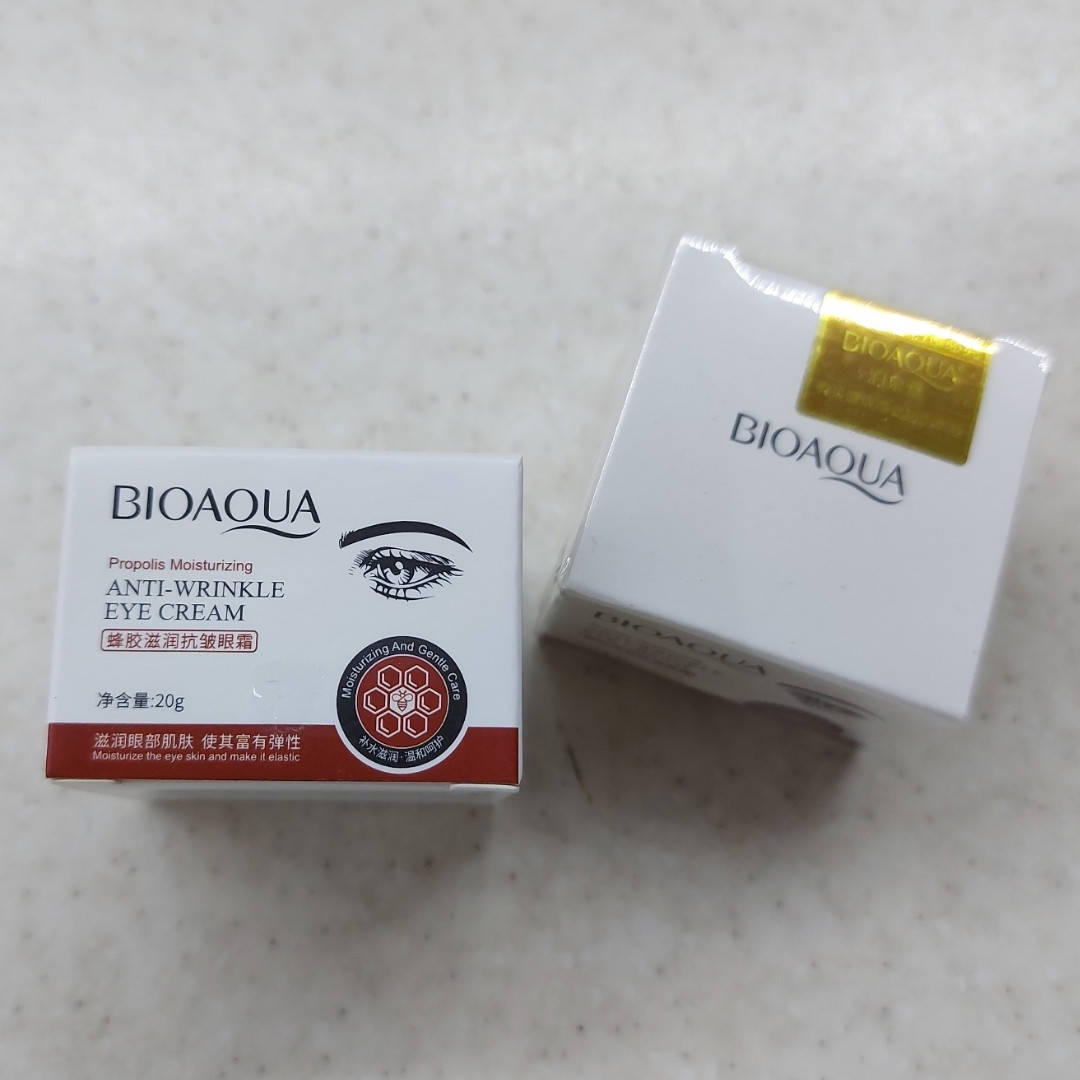 BIOAQUA
Propolis Moisturizing
ANTI-WRINKLE
EYE CREAM
蜂胶滋润抗皱眼霜
净含量:20g
滋润眼部肌肤 使其富有弹性
Moisturize the eye skin and make it elastic
Moisturizing And Gentle Care
补水滋润·温和呵护
BIOAQUA
BIOAQUA
BIOAQUA